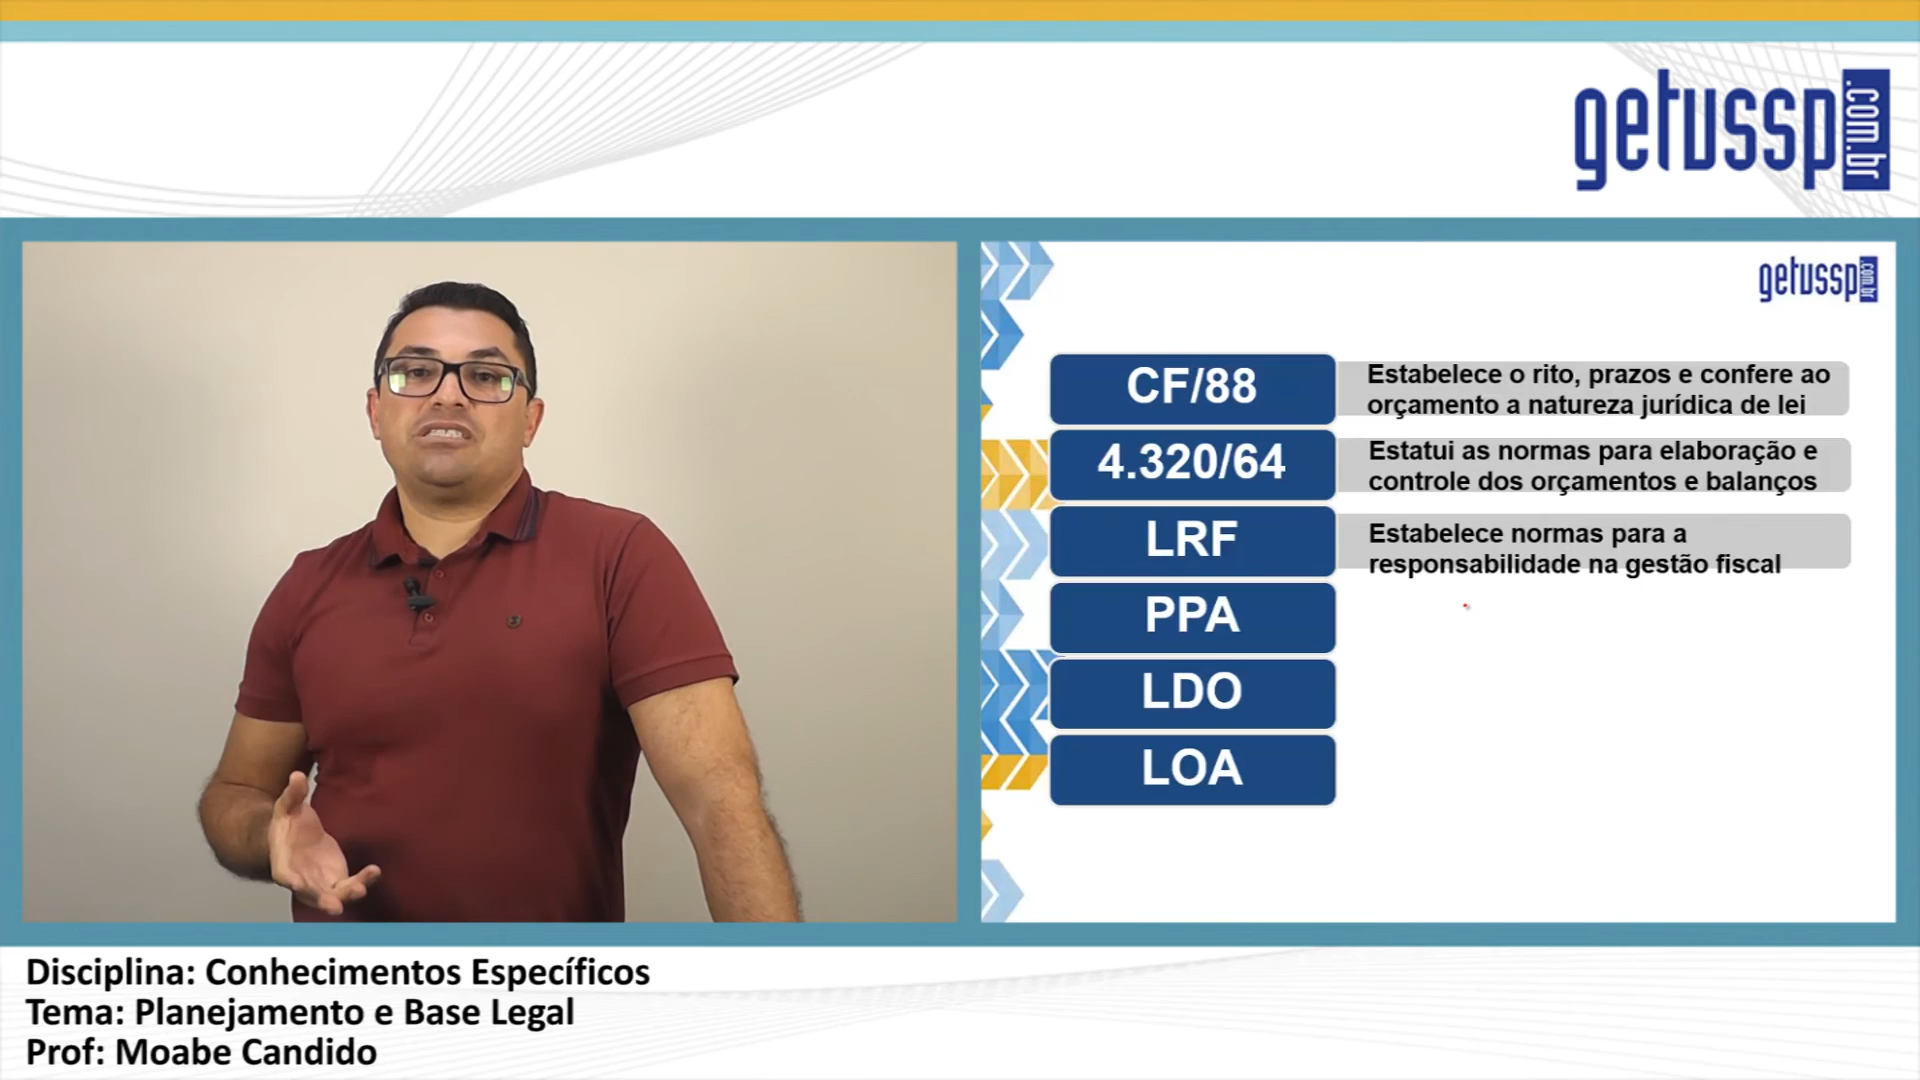 getussp.com.br
getussp.com.br
CF/88
Estabelece o rito, prazos e confere ao
orçamento a natureza jurídica de lei
4.320/64
Estatui as normas para elaboração e
controle dos orçamentos e balanços
LRF
Estabelece normas para a
responsabilidade na gestão fiscal
PPA
LDO
LOA
Disciplina: Conhecimentos Específicos
Tema: Planejamento e Base Legal
Prof: Moabe Candido